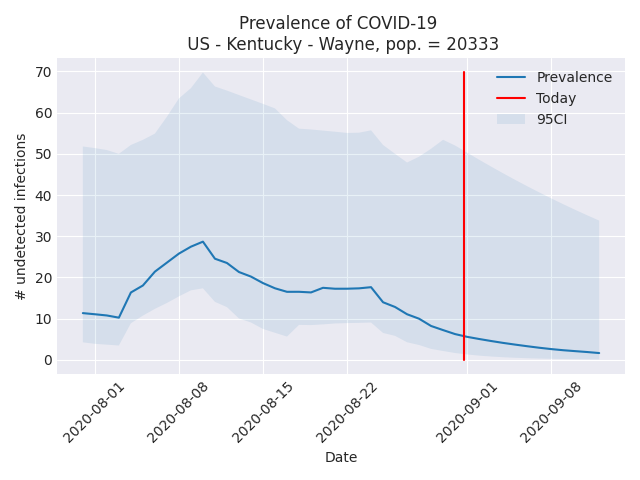 Prevalence of COVID-19
US - Kentucky - Wayne, pop. = 20333
# undetected infections
70
60
50
40
30
20
10
0
Prevalence
Today
95CI
2020-08-01
2020-08-08
2020-08-15
2020-08-22
2020-09-01
2020-09-08
Date